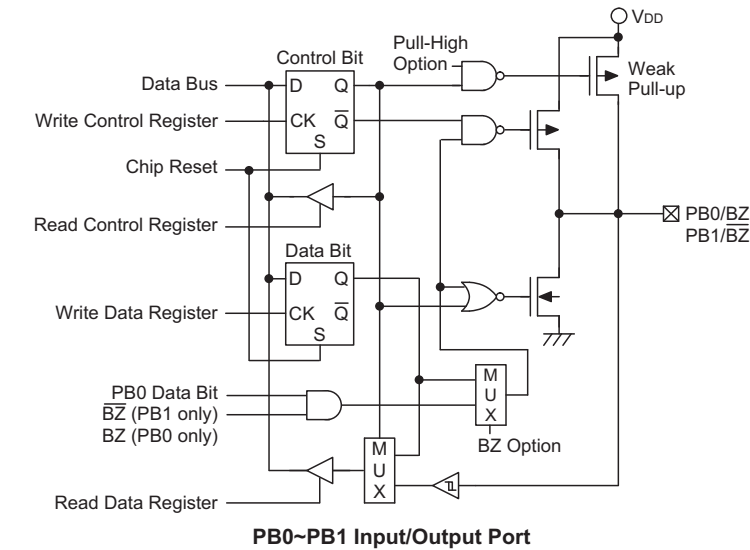 VDD
Control Bit
Pull-High
Option
Weak
Pull-up
Data Bus
D
Q
Write Control Register
CK
Q̅
S
Chip Reset
Read Control Register
PB0/BZ
PB1/B̅Z̅
Data Bit
D
Q
Write Data Register
CK
Q̅
S
PB0 Data Bit
B̅Z̅ (PB1 only)
BZ (PB0 only)
M
U
X
BZ Option
M
U
X
Read Data Register
PB0~PB1 Input/Output Port